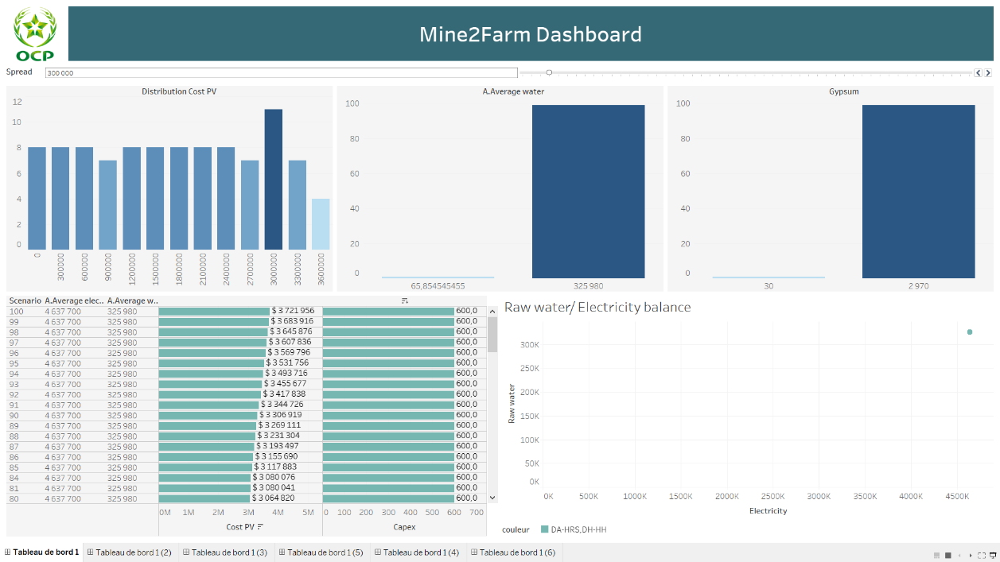 OCP
Mine2Farm Dashboard
Spread
300 000
Distribution Cost PV
12
10
8
6
4
2
0
0
300000
600000
900000
1200000
1500000
1800000
2100000
2400000
2700000
3000000
3300000
3600000
A.Average water
100
80
60
40
20
0
65,854545455
325 980
Gypsum
100
80
60
40
20
0
30
2 970
Scenario A.Average elec.. A.Average w..
100 4 637 700 325 980 $ 3 721 956 600,0
99 4 637 700 325 980 $ 3 683 916 600,0
98 4 637 700 325 980 $ 3 645 876 600,0
97 4 637 700 325 980 $ 3 607 836 600,0
96 4 637 700 325 980 $ 3 569 796 600,0
95 4 637 700 325 980 $ 3 531 756 600,0
94 4 637 700 325 980 $ 3 493 716 600,0
93 4 637 700 325 980 $ 3 455 677 600,0
92 4 637 700 325 980 $ 3 417 838 600,0
91 4 637 700 325 980 $ 3 344 726 600,0
90 4 637 700 325 980 $ 3 306 919 600,0
89 4 637 700 325 980 $ 3 269 111 600,0
88 4 637 700 325 980 $ 3 231 304 600,0
87 4 637 700 325 980 $ 3 193 497 600,0
86 4 637 700 325 980 $ 3 155 690 600,0
85 4 637 700 325 980 $ 3 117 883 600,0
84 4 637 700 325 980 $ 3 080 076 600,0
81 4 637 700 325 980 $ 3 080 041 600,0
80 4 637 700 325 980 $ 3 064 820 600,0
0M 1M 2M 3M 4M 5M
0 100 200 300 400 500 600 700
Cost PV
Capex
Raw water/ Electricity balance
Raw water
300K
250K
200K
150K
100K
50K
0K
0K 500K 1000K 1500K 2000K 2500K 3000K 3500K 4000K 4500K
Electricity
couleur DA-HRS,DH-HH
Tableau de bord 1
Tableau de bord 1 (2)
Tableau de bord 1 (3)
Tableau de bord 1 (5)
Tableau de bord 1 (4)
Tableau de bord 1 (6)